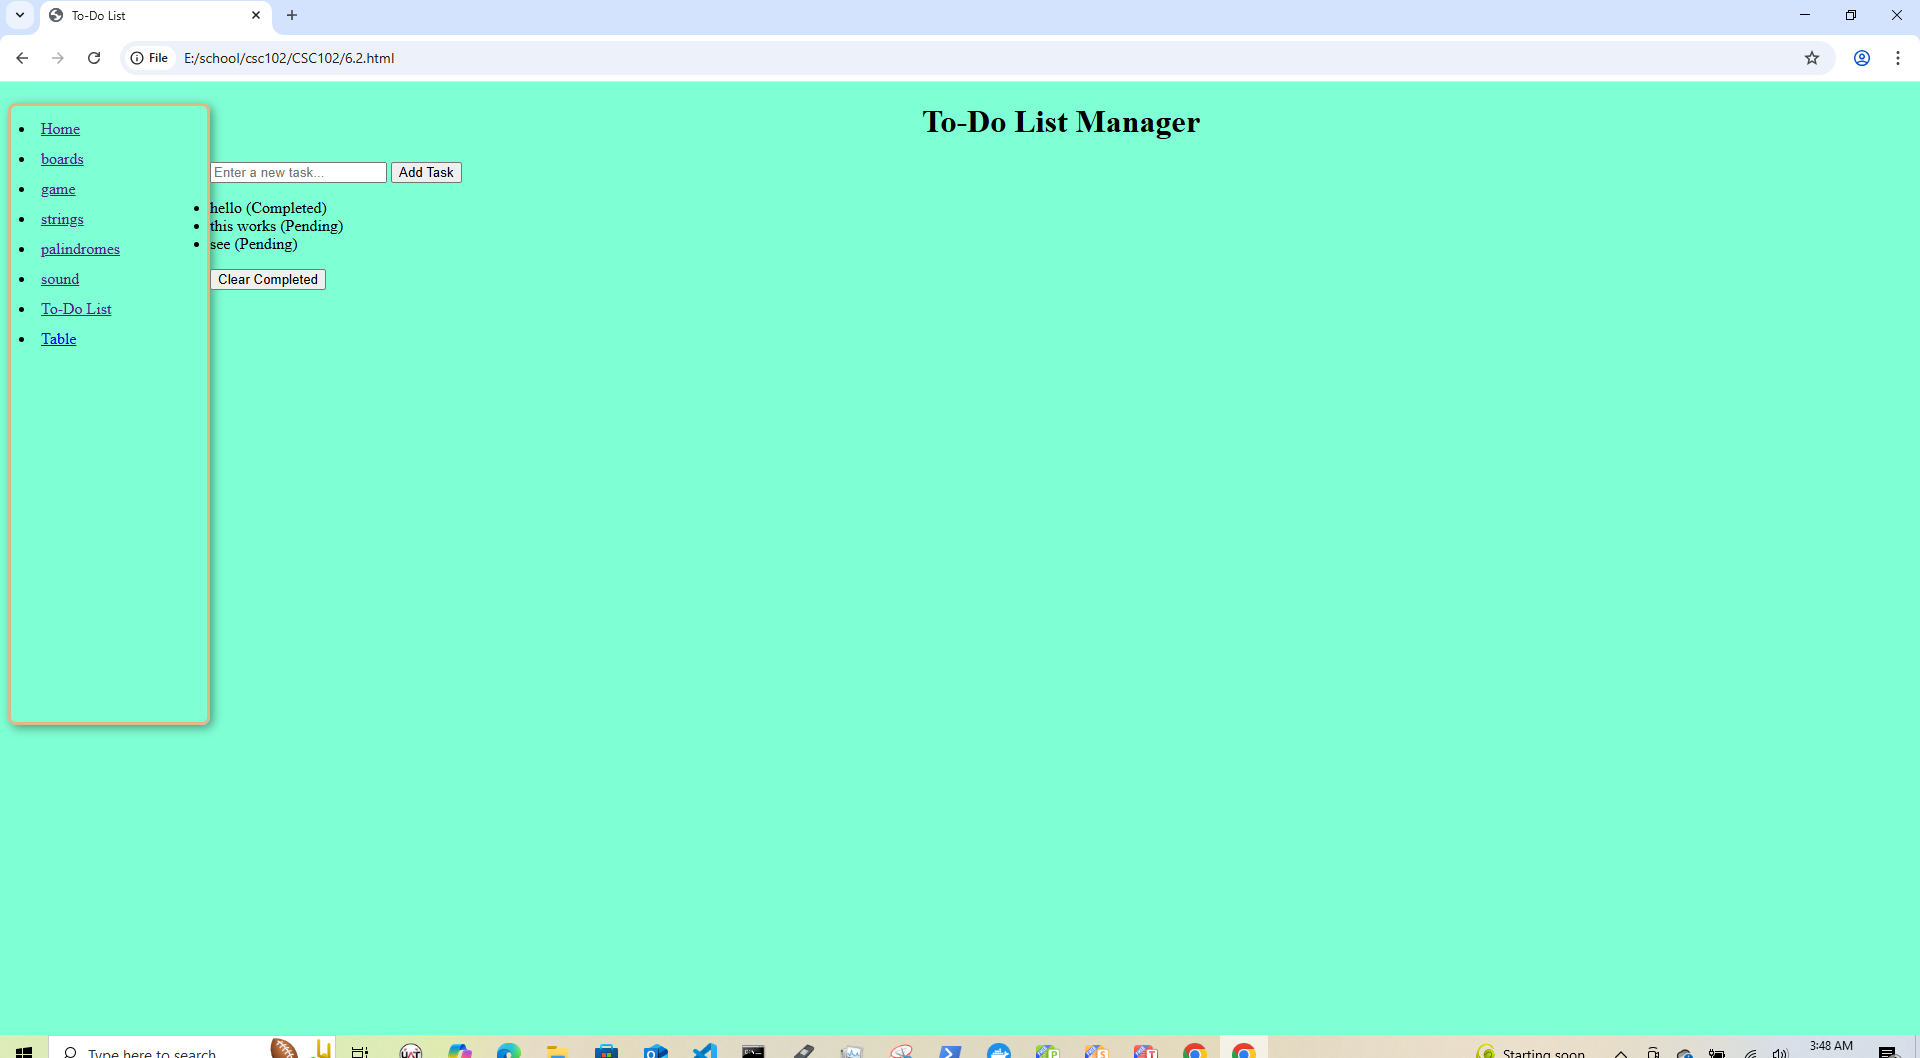 To-Do List
File E:/school/csc102/CSC102/6.2.html
To-Do List Manager
Home
boards
game
strings
palindromes
sound
To-Do List
Table
Enter a new task... Add Task
hello (Completed)
this works (Pending)
see (Pending)
Clear Completed
Type here to search
UAT
P
S
T
Starting soon
3:48 AM